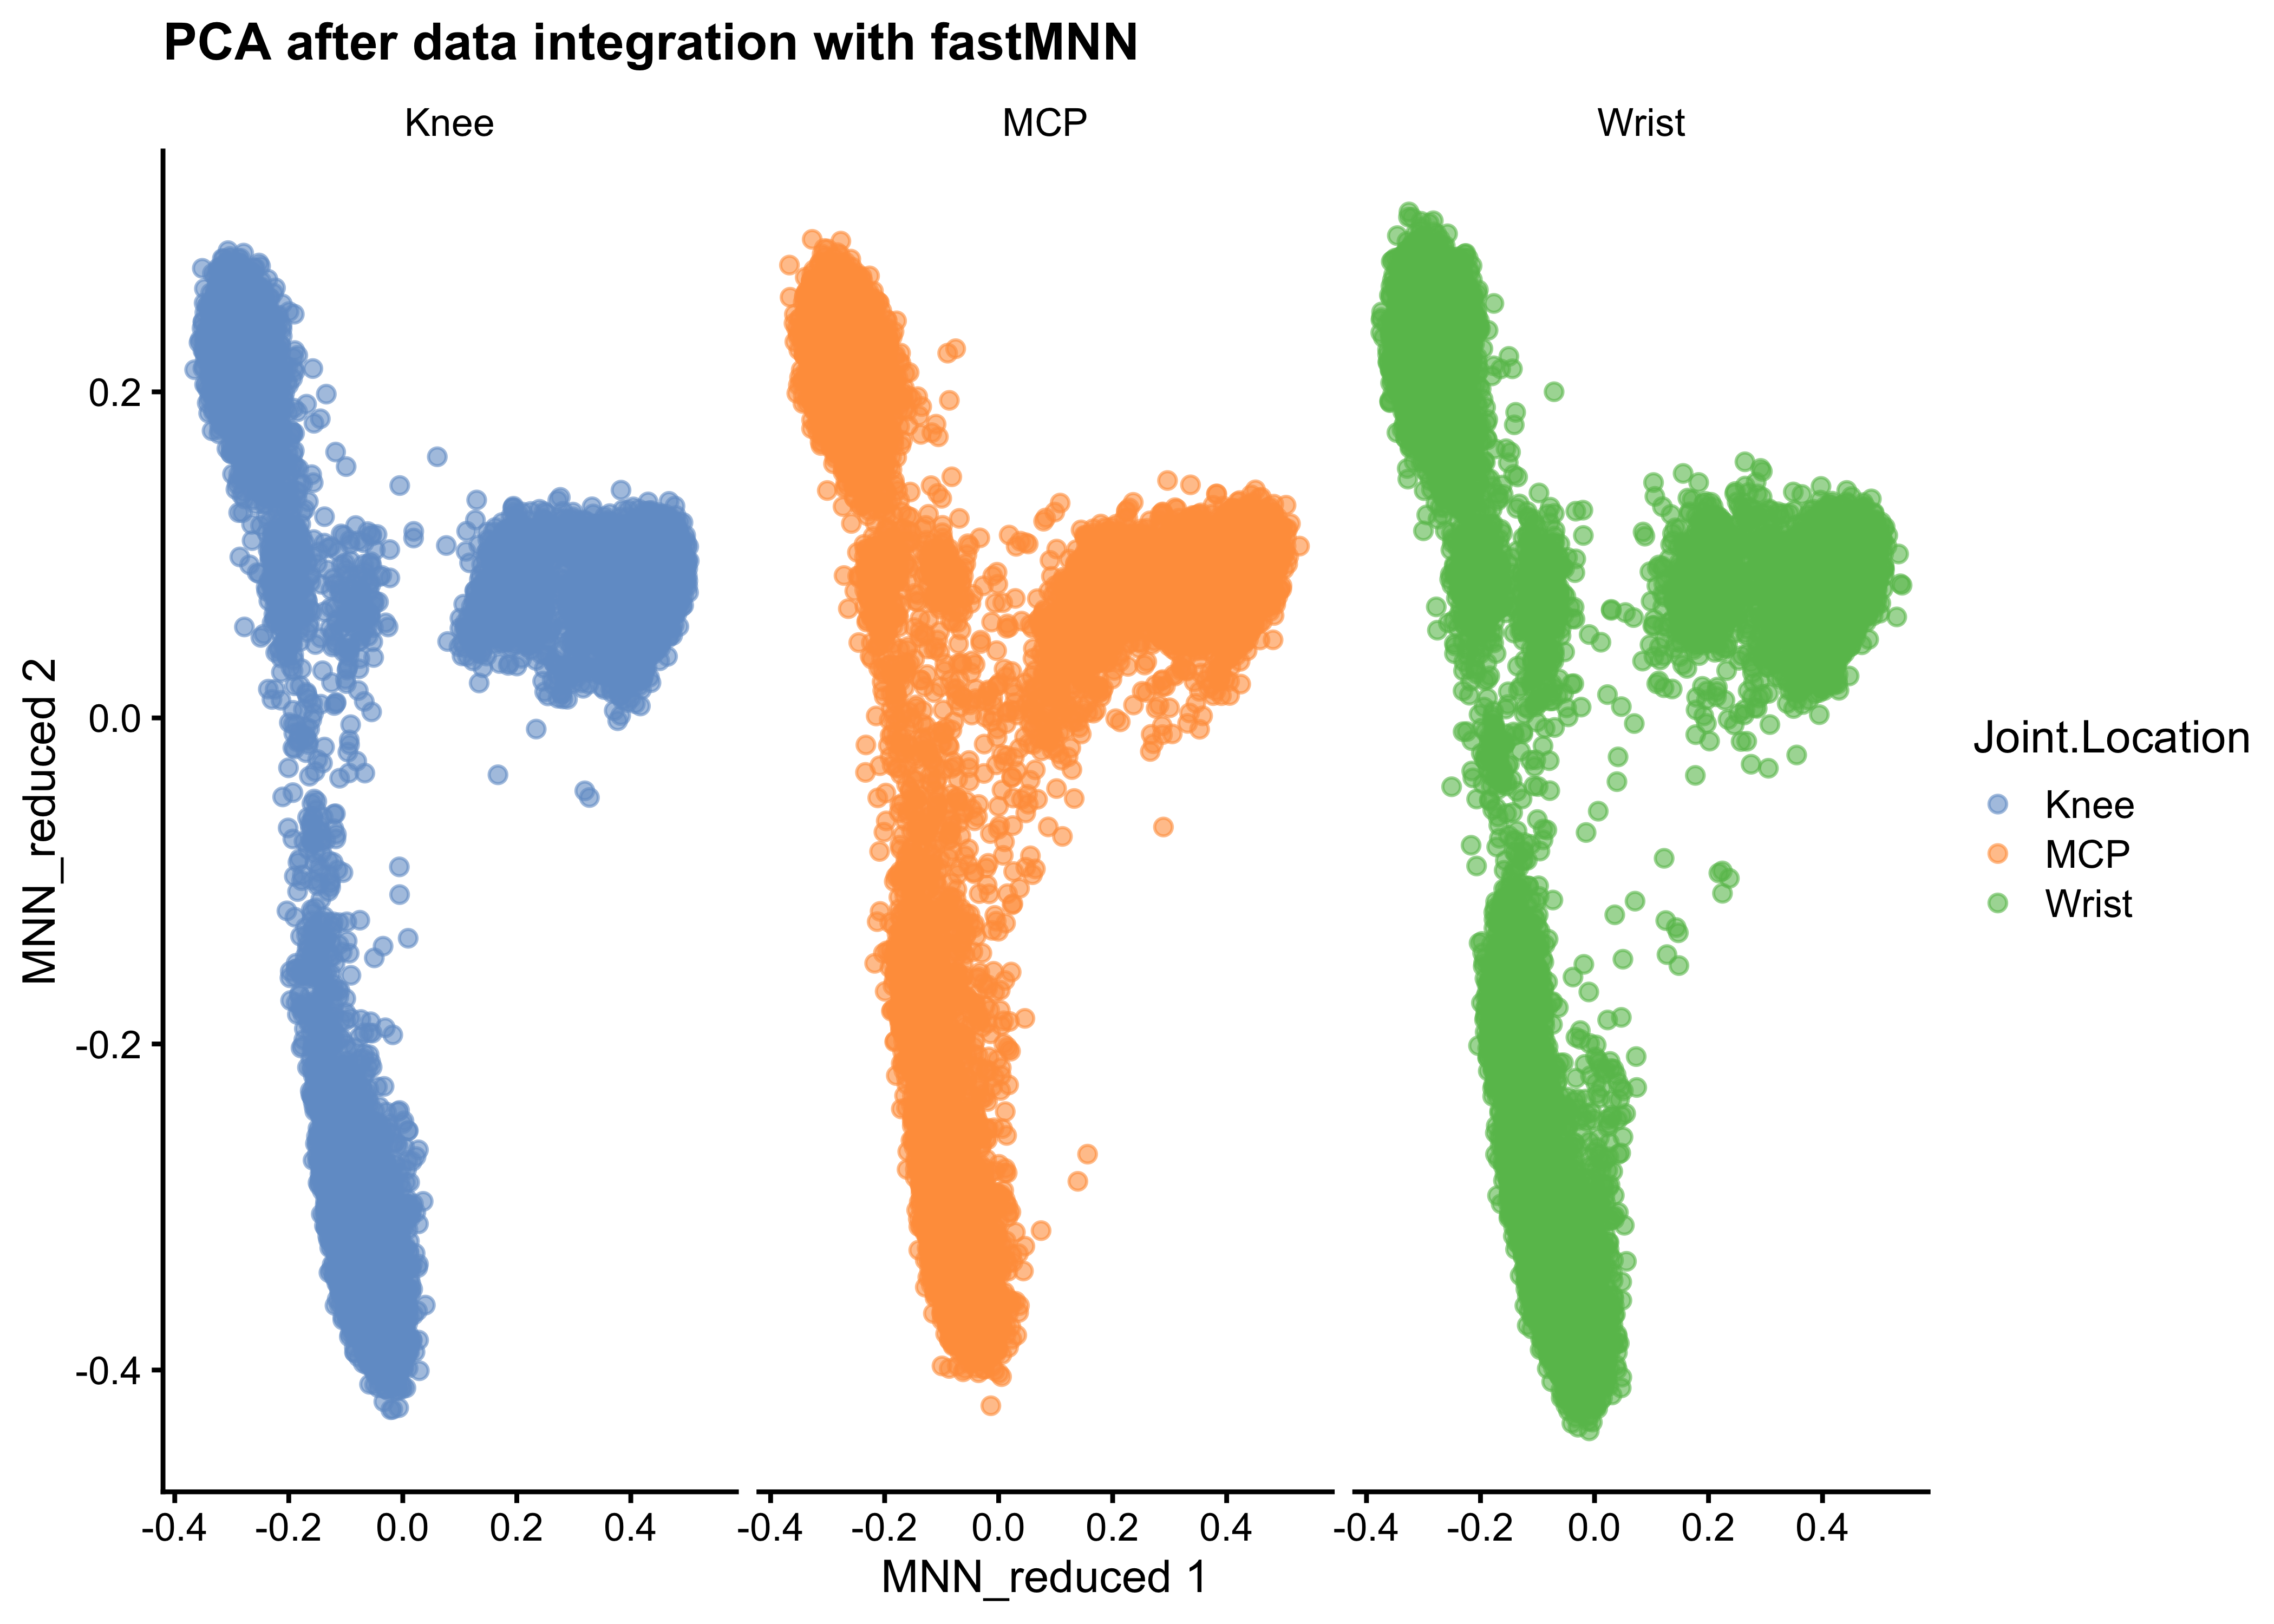 PCA after data integration with fastMNN
Knee MCP Wrist
MNN_reduced 2
0.2
0.0
-0.2
-0.4
-0.4 -0.2 0.0 0.2 0.4 -0.4 -0.2 0.0 0.2 0.4 -0.4 -0.2 0.0 0.2 0.4
MNN_reduced 1
Joint.Location
Knee
MCP
Wrist